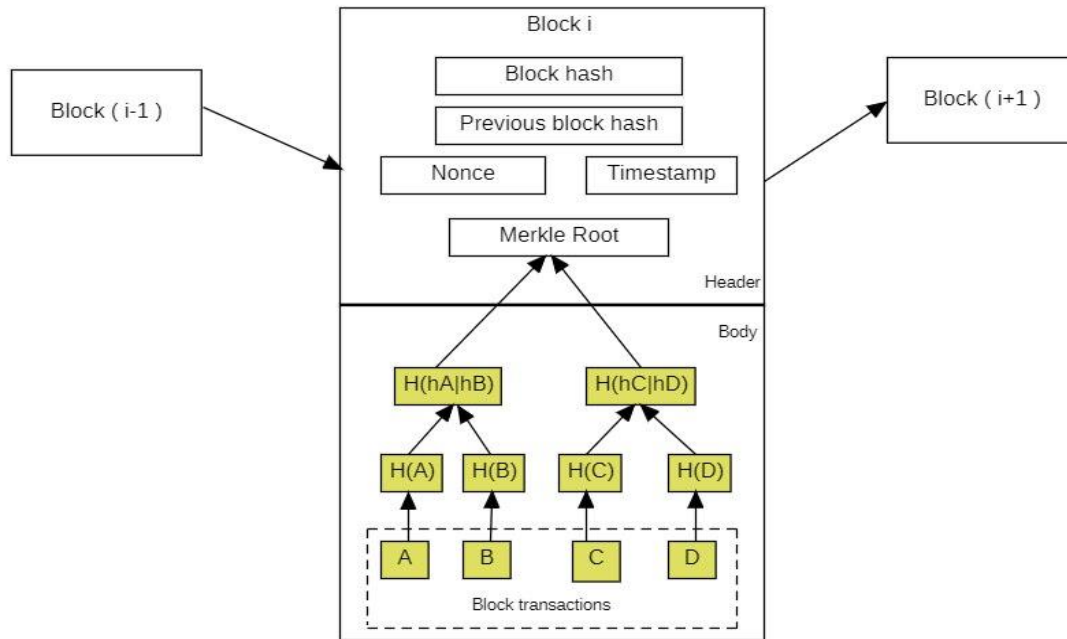 Block i
Block hash
Block ( i-1 )
Block ( i+1 )
Previous block hash
Nonce
Timestamp
Merkle Root
Header
Body
H(hA|hB)
H(hC|hD)
H(A)
H(B)
H(C)
H(D)
A
B
C
D
Block transactions